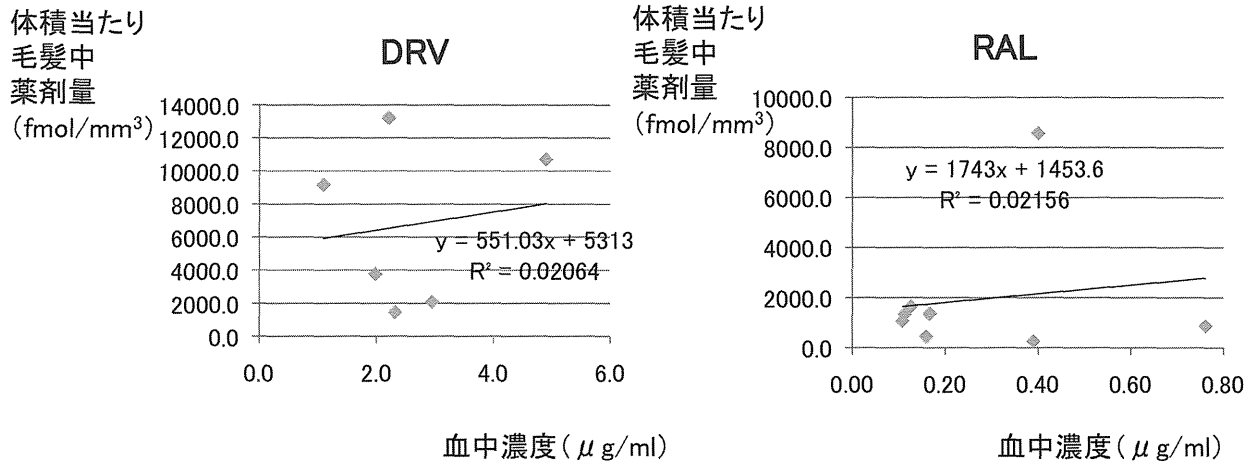 体積当たり
毛髪中
薬剤量
(fmol/mm³)
DRV
14000.0
12000.0
10000.0
8000.0
6000.0
4000.0
2000.0
0.0
y = 551.03x + 5313
R² = 0.02064
0.0 2.0 4.0 6.0
血中濃度(μg/ml)
体積当たり
毛髪中
薬剤量
(fmol/mm³)
RAL
10000.0
8000.0
6000.0
4000.0
2000.0
0.0
y = 1743x + 1453.6
R² = 0.02156
0.00 0.20 0.40 0.60 0.80
血中濃度(μg/ml)